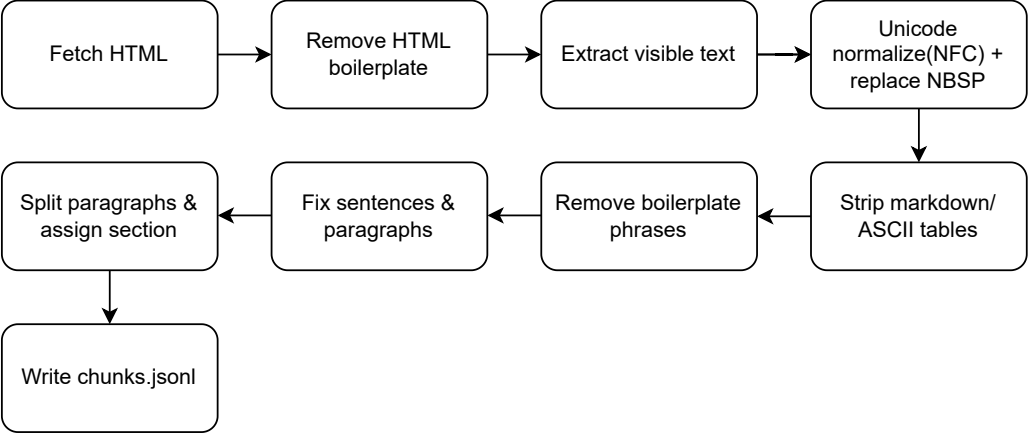 Fetch HTML
Remove HTML
boilerplate
Extract visible text
Unicode
normalize(NFC) +
replace NBSP
Strip markdown/
ASCII tables
Remove boilerplate
phrases
Fix sentences &
paragraphs
Split paragraphs &
assign section
Write chunks.jsonl